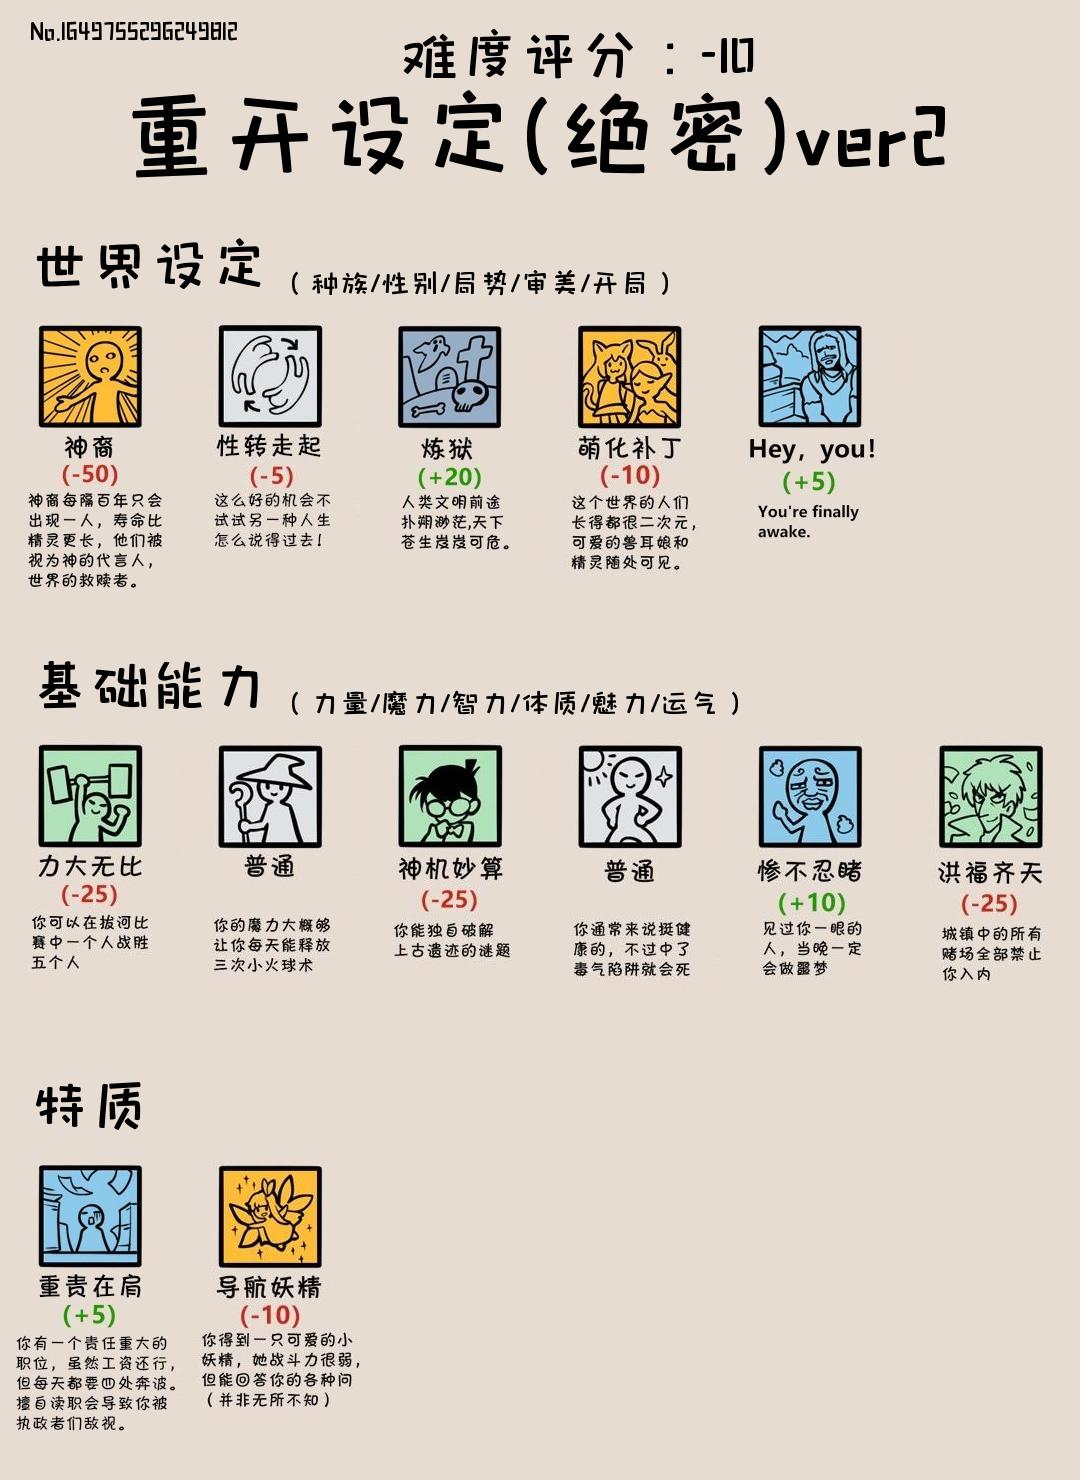 No.1649755296249812
难度评分：-10
重开设定(绝密)ver2
世界设定（种族/性别/局势/审美/开局）
神裔
(-50)
神裔每隔百年只会
出现一人，寿命比
精灵更长，他们被
视为神的代言人，
世界的救赎者。
性转走起
(-5)
这么好的机会不
试试另一种人生
怎么说得过去！
炼狱
(+20)
人类文明前途
扑朔渺茫,天下
苍生岌岌可危。
萌化补丁
(-10)
这个世界的人们
长得都很二次元，
可爱的兽耳娘和
精灵随处可见。
Hey, you!
(+5)
You're finally
awake.
基础能力（力量/魔力/智力/体质/魅力/运气）
力大无比
(-25)
你可以在拔河比
赛中一个人战胜
五个人
普通
你的魔力大概够
让你每天能释放
三次小火球术
神机妙算
(-25)
你能独自破解
上古遗迹的谜题
普通
你通常来说挺健
康的，不过中了
毒气陷阱就会死
惨不忍睹
(+10)
见过你一眼的
人，当晚一定
会做噩梦
洪福齐天
(-25)
城镇中的所有
赌场全部禁止
你入内
特质
重责在肩
(+5)
你有一个责任重大的
职位，虽然工资还行，
但每天都要四处奔波。
擅自渎职会导致你被
执政者们敌视。
导航妖精
(-10)
你得到一只可爱的小
妖精，她战斗力很弱，
但能回答你的各种问
（并非无所不知）